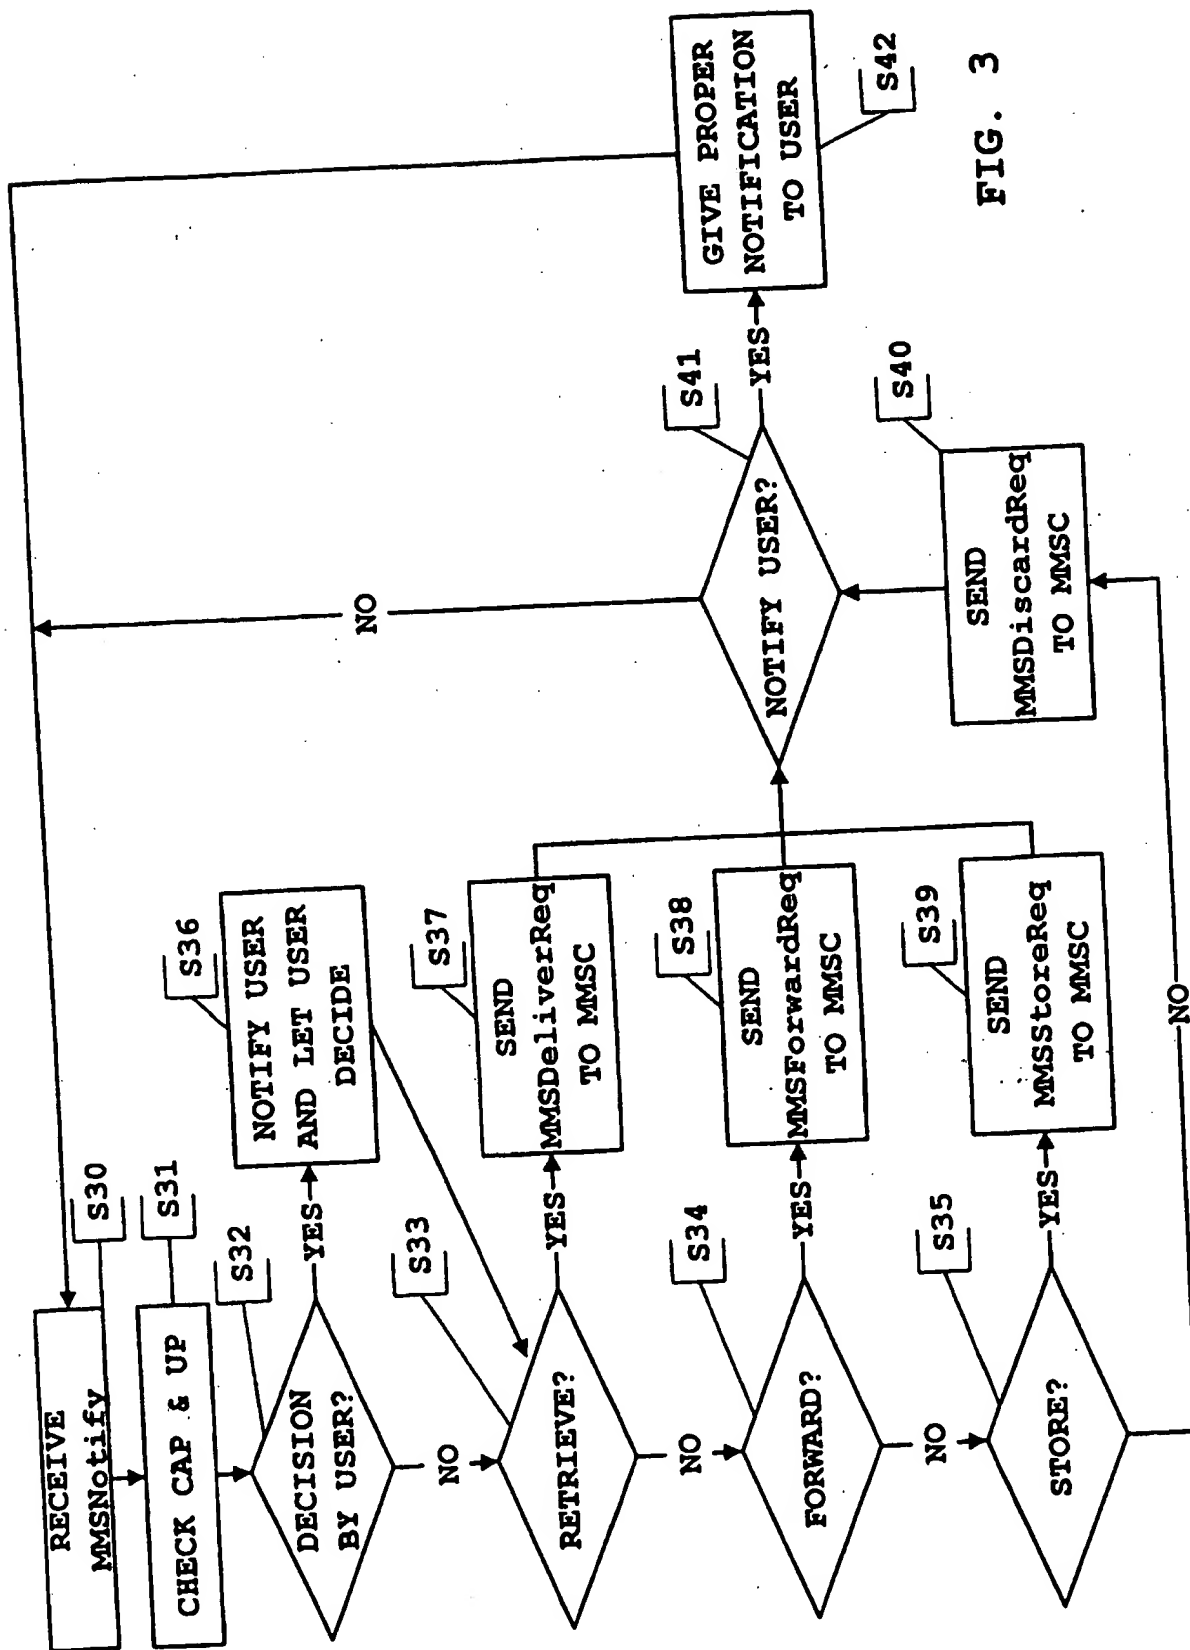 RECEIVE
MMSNotify
S30
CHECK CAP & UP
S31
DECISION
BY USER?
S32
YES
NOTIFY USER
AND LET USER
DECIDE
S36
NO
RETRIEVE?
S33
YES
SEND
MMSDeliverReq
TO MMSC
S37
NO
FORWARD?
S34
YES
SEND
MMSForwardReq
TO MMSC
S38
NO
STORE?
S35
YES
SEND
MMSStoreReq
TO MMSC
S39
NO
SEND
MMSDiscardReq
TO MMSC
S40
NOTIFY USER?
S41
NO
YES
GIVE PROPER
NOTIFICATION
TO USER
S42
FIG. 3